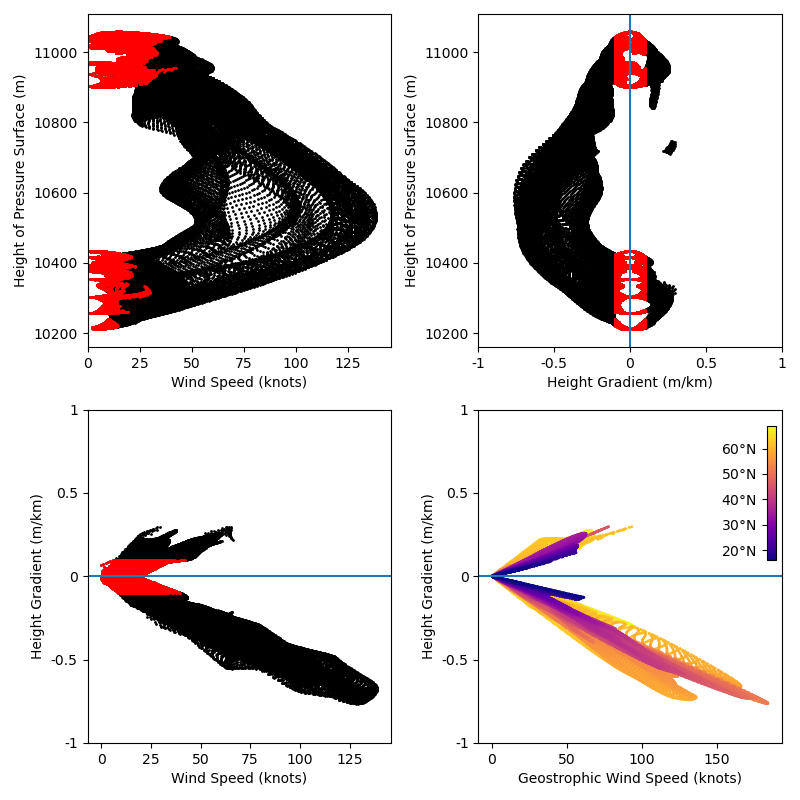 11000
10800
10600
10400
10200
Height of Pressure Surface (m)
0 25 50 75 100 125
Wind Speed (knots)
11000
10800
10600
10400
10200
Height of Pressure Surface (m)
-1 -0.5 0 0.5 1
Height Gradient (m/km)
1
0.5
0
-0.5
-1
Height Gradient (m/km)
0 25 50 75 100 125
Wind Speed (knots)
1
0.5
0
-0.5
-1
Height Gradient (m/km)
60°N
50°N
40°N
30°N
20°N
0 50 100 150
Geostrophic Wind Speed (knots)